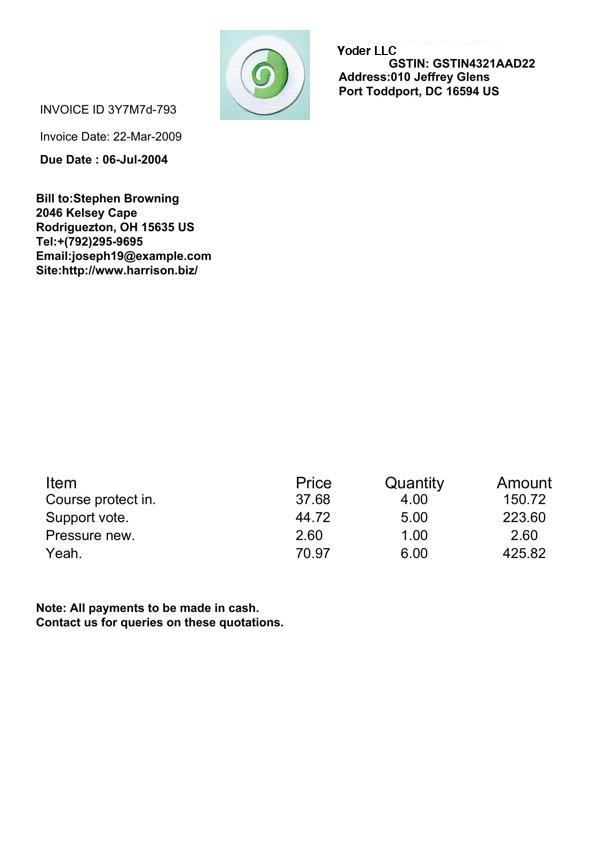 Yoder LLC
GSTIN: GSTIN4321AAD22
Address:010 Jeffrey Glens
Port Toddport, DC 16594 US
INVOICE ID 3Y7M7d-793
Invoice Date: 22-Mar-2009
Due Date : 06-Jul-2004
Bill to:Stephen Browning
2046 Kelsey Cape
Rodriguezton, OH 15635 US
Tel:+(792)295-9695
Email:joseph19@example.com
Site:http://www.harrison.biz/
Item Price Quantity Amount
Course protect in. 37.68 4.00 150.72
Support vote. 44.72 5.00 223.60
Pressure new. 2.60 1.00 2.60
Yeah. 70.97 6.00 425.82
Note: All payments to be made in cash.
Contact us for queries on these quotations.